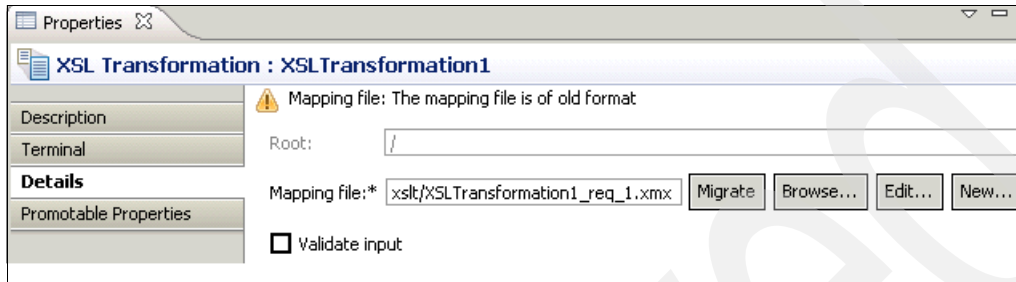 Properties
XSL Transformation : XSLTransformation1
Mapping file: The mapping file is of old format
Description
Terminal
Details
Promotable Properties
Root: /
Mapping file:* xslt/XSLTransformation1_req_1.xmx Migrate Browse... Edit... New...
Validate input